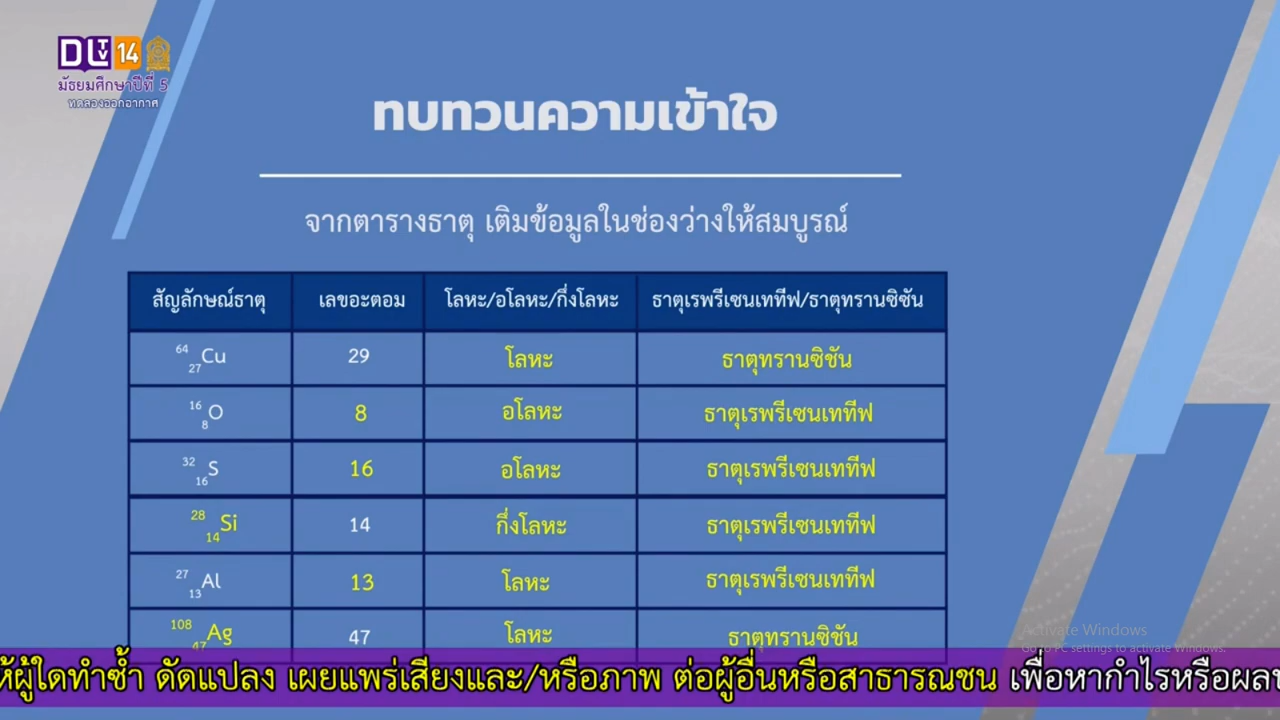 DLTV 14
มัธยมศึกษาปีที่ 5
ทดลองออกอากาศ
ทบทวนความเข้าใจ
จากตารางธาตุ เติมข้อมูลในช่องว่างให้สมบูรณ์
สัญลักษณ์ธาตุ เลขอะตอม โลหะ/อโลหะ/กึ่งโลหะ ธาตุเรพรีเซนเททีฟ/ธาตุทรานซิชัน
64 27 Cu 29 โลหะ ธาตุทรานซิชัน
16 8 O 8 อโลหะ ธาตุเรพรีเซนเททีฟ
32 16 S 16 อโลหะ ธาตุเรพรีเซนเททีฟ
28 14 Si 14 กึ่งโลหะ ธาตุเรพรีเซนเททีฟ
27 13 Al 13 โลหะ ธาตุเรพรีเซนเททีฟ
108 47 Ag 47 โลหะ ธาตุทรานซิชัน
Activate Windows
Go to PC settings to activate Windows.
ห้ผู้ใดทำซ้ำ ดัดแปลง เผยแพร่เสียงและ/หรือภาพ ต่อผู้อื่นหรือสาธารณชน เพื่อหากำไรหรือผล